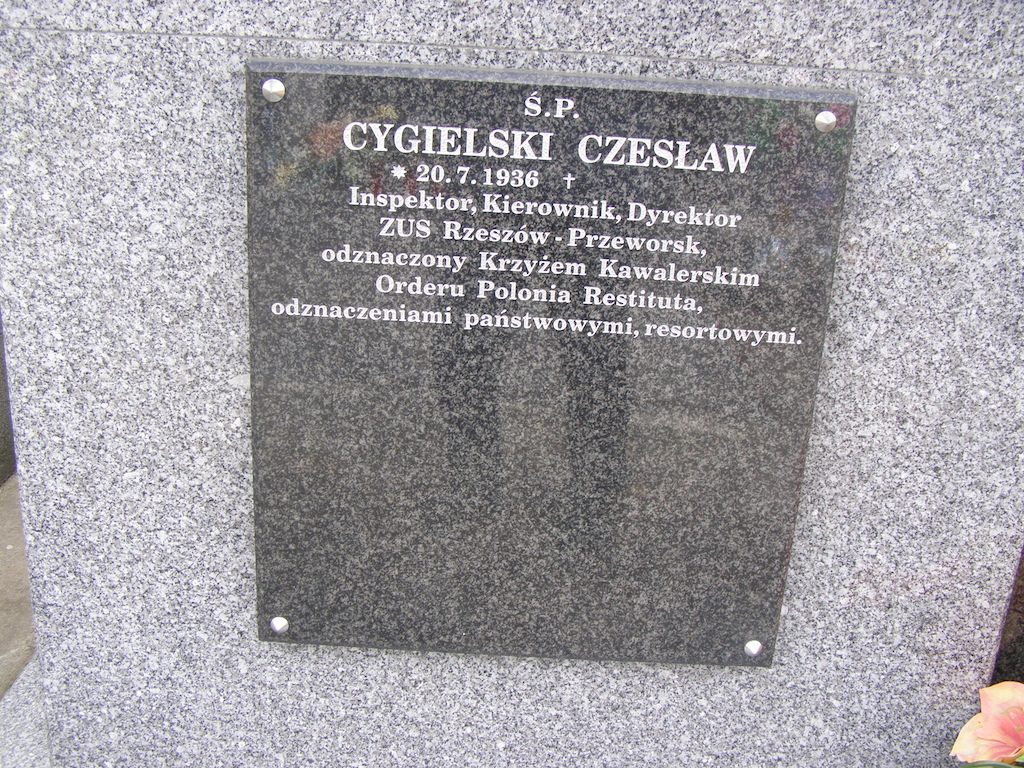 Ś.P.
CYGIELSKI CZESŁAW
* 20.7.1936 †
Inspektor, Kierownik, Dyrektor
ZUS Rzeszów - Przeworsk,
odznaczony Krzyżem Kawalerskim
Orderu Polonia Restituta,
odznaczeniami państwowymi, resortowymi.